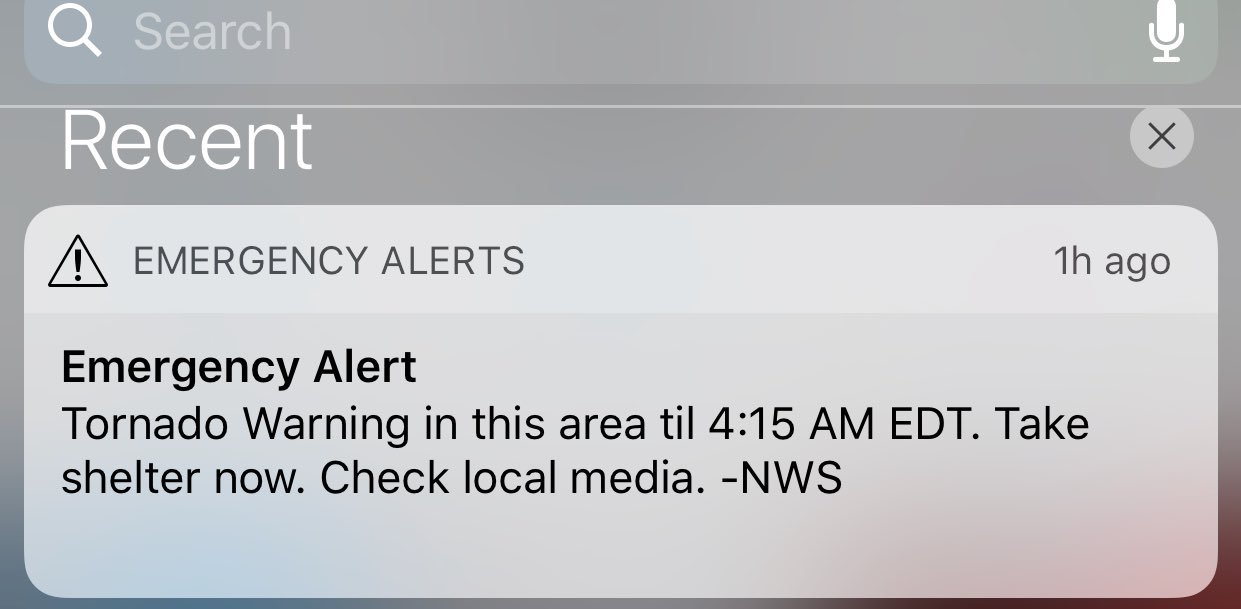 Search
Recent
EMERGENCY ALERTS
1h ago
Emergency Alert
Tornado Warning in this area til 4:15 AM EDT. Take
shelter now. Check local media. -NWS